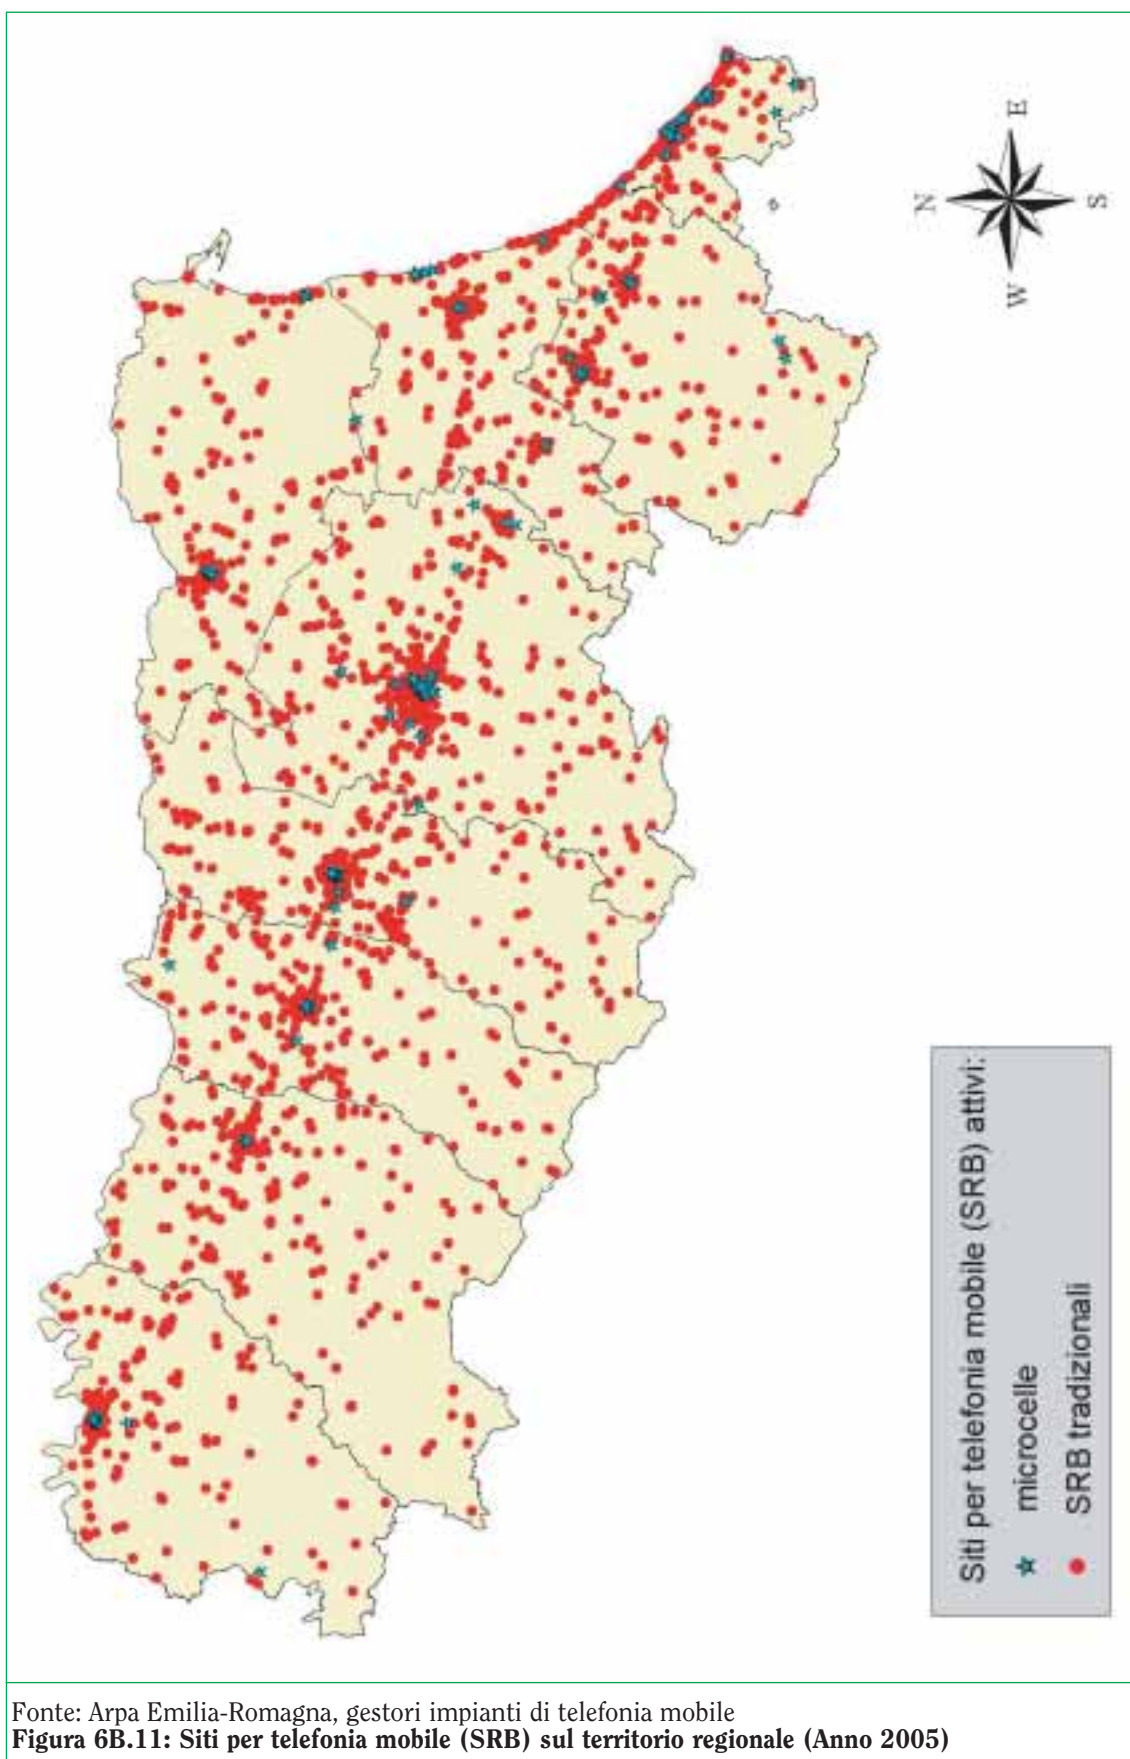 N
E
S
W
Siti per telefonia mobile (SRB) attivi:
microcelle
SRB tradizionali
Fonte: Arpa Emilia-Romagna, gestori impianti di telefonia mobile
Figura 6B.11: Siti per telefonia mobile (SRB) sul territorio regionale (Anno 2005)